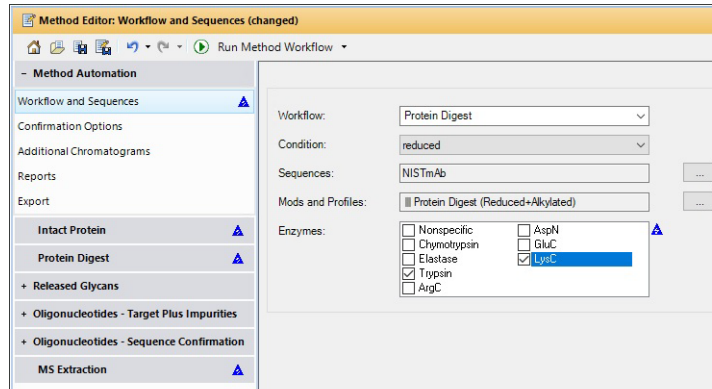 Method Editor: Workflow and Sequences (changed)
Run Method Workflow
− Method Automation
Workflow and Sequences
Confirmation Options
Additional Chromatograms
Reports
Export
Intact Protein
Protein Digest
+ Released Glycans
+ Oligonucleotides - Target Plus Impurities
+ Oligonucleotides - Sequence Confirmation
MS Extraction
Workflow: Protein Digest
Condition: reduced
Sequences: NISTmAb ...
Mods and Profiles: Protein Digest (Reduced+Alkylated) ...
Enzymes: Nonspecific AspN
Chymotrypsin GluC
Elastase LysC
Trypsin
ArgC